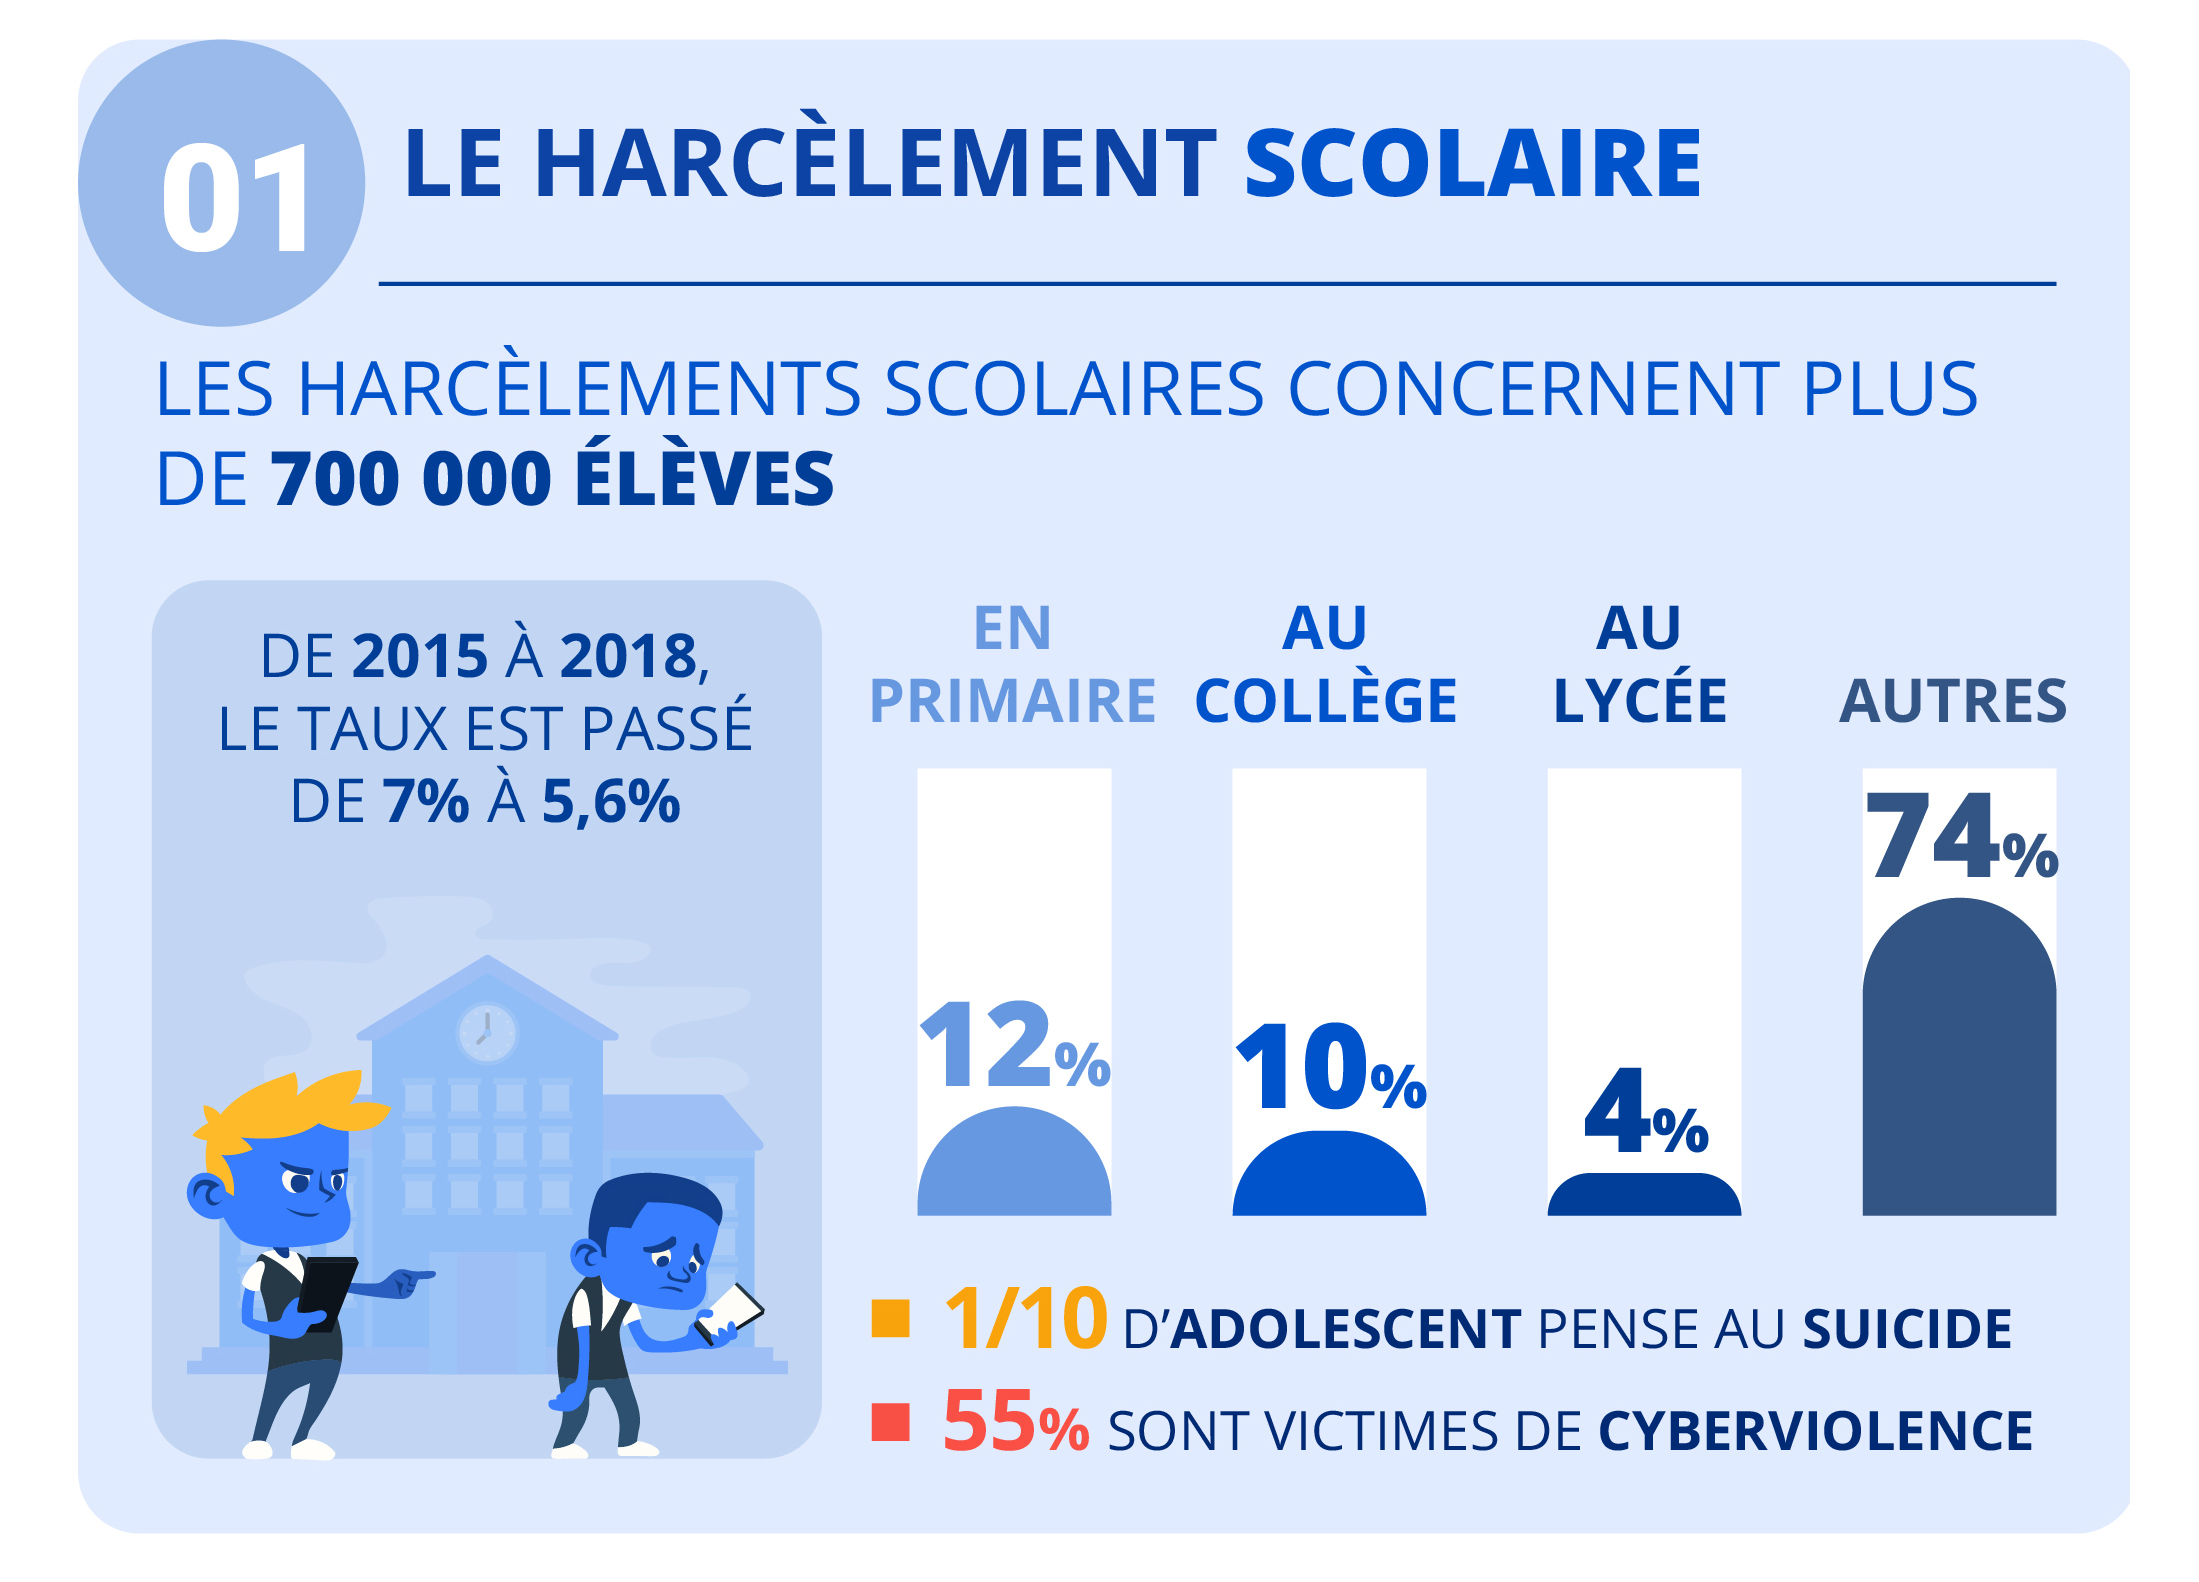 01
LE HARCÈLEMENT SCOLAIRE
LES HARCÈLEMENTS SCOLAIRES CONCERNENT PLUS
DE 700 000 ÉLÈVES
DE 2015 À 2018,
LE TAUX EST PASSÉ
DE 7% À 5,6%
EN
PRIMAIRE
12%
AU
COLLÈGE
10%
AU
LYCÉE
4%
AUTRES
74%
1/10 D’ADOLESCENT PENSE AU SUICIDE
55% SONT VICTIMES DE CYBERVIOLENCE